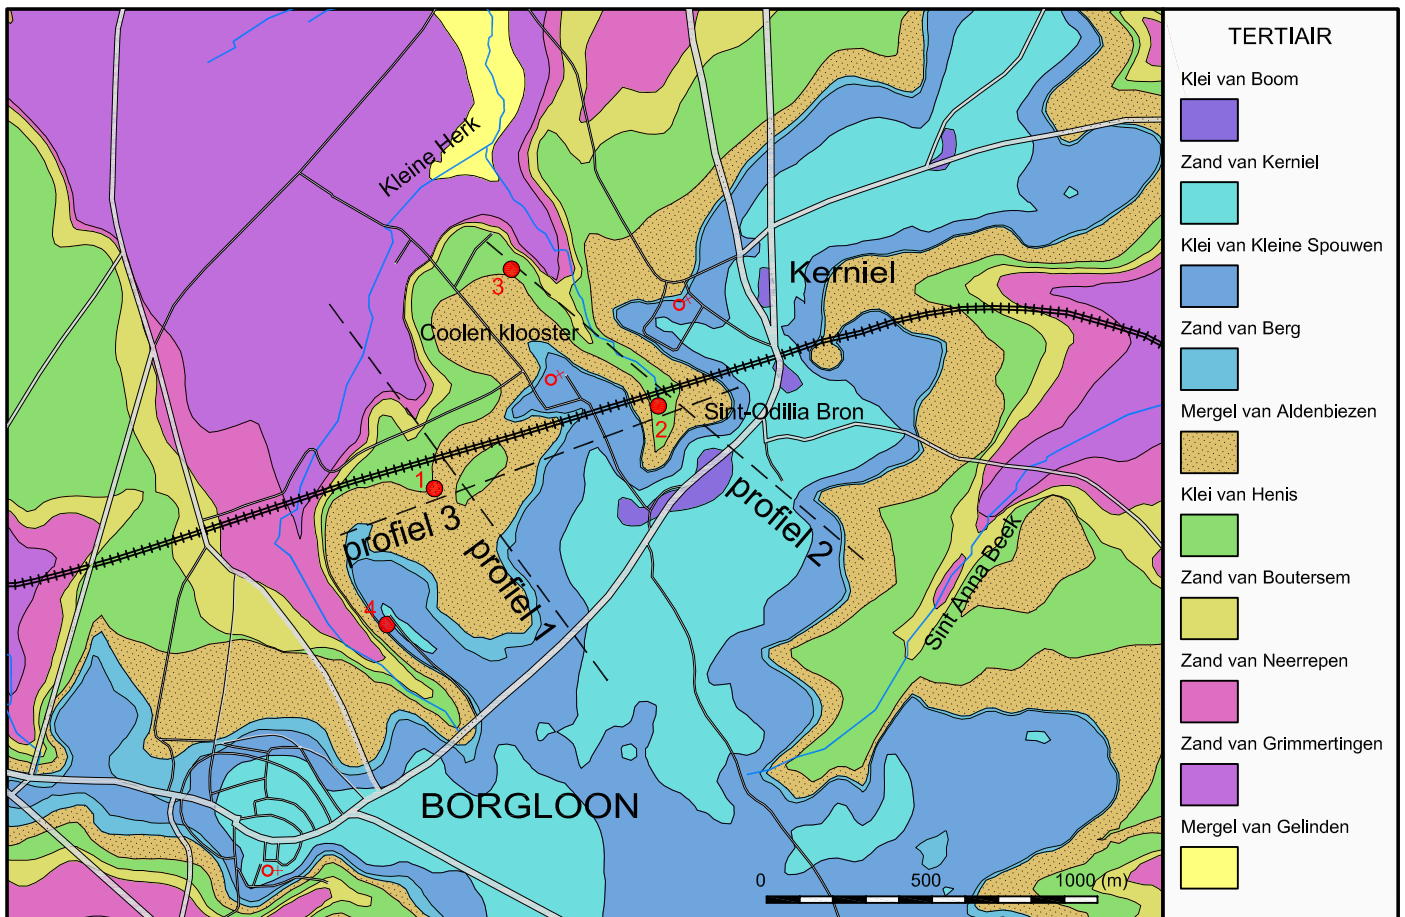 Kleine Herk
Kerniel
3
Coolen klooster
Sint-Odilia Bron
2
1
profiel 3
profiel 2
profiel 1
4
Sint Anna Beek
BORGLOON
0 500 1000 (m)
TERTIAIR
Klei van Boom
Zand van Kerniel
Klei van Kleine Spouwen
Zand van Berg
Mergel van Aldenbiezen
Klei van Henis
Zand van Boutersem
Zand van Neerrepen
Zand van Grimmertingen
Mergel van Gelinden